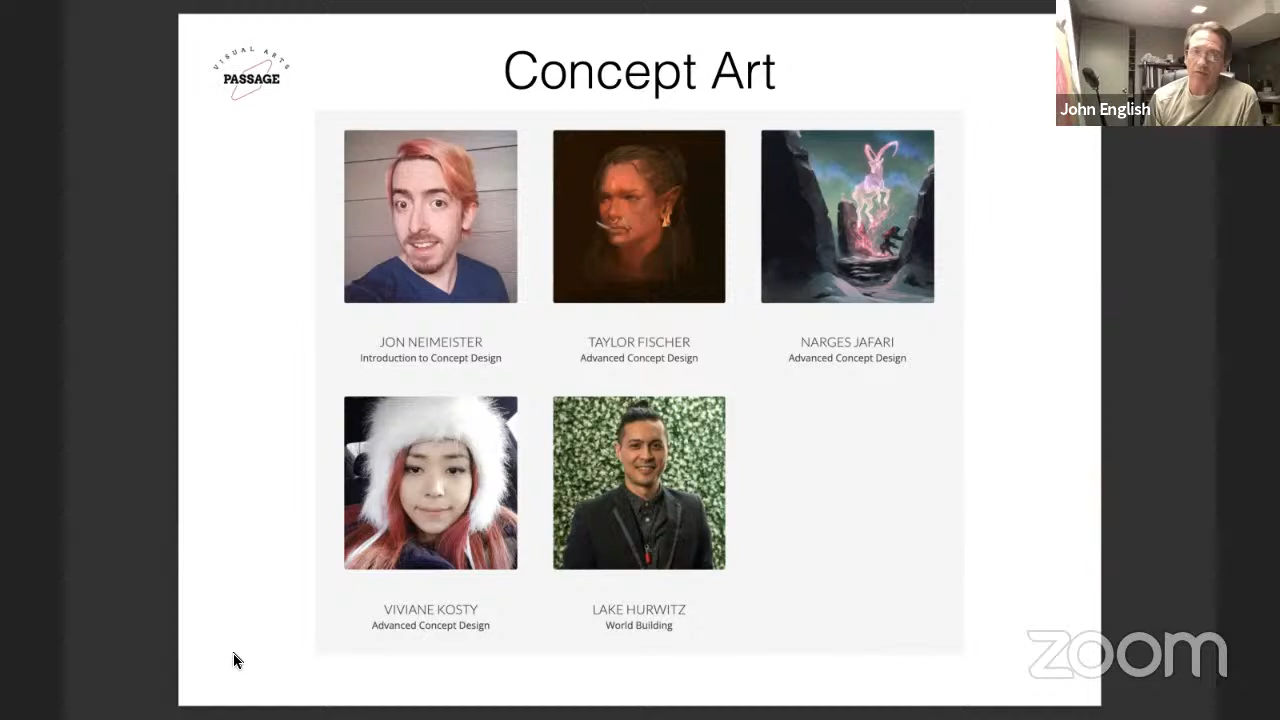 VISUAL ARTS
PASSAGE
Concept Art
John English
JON NEIMEISTER
Introduction to Concept Design
TAYLOR FISCHER
Advanced Concept Design
NARGES JAFARI
Advanced Concept Design
VIVIANE KOSTY
Advanced Concept Design
LAKE HURWITZ
World Building
zoom